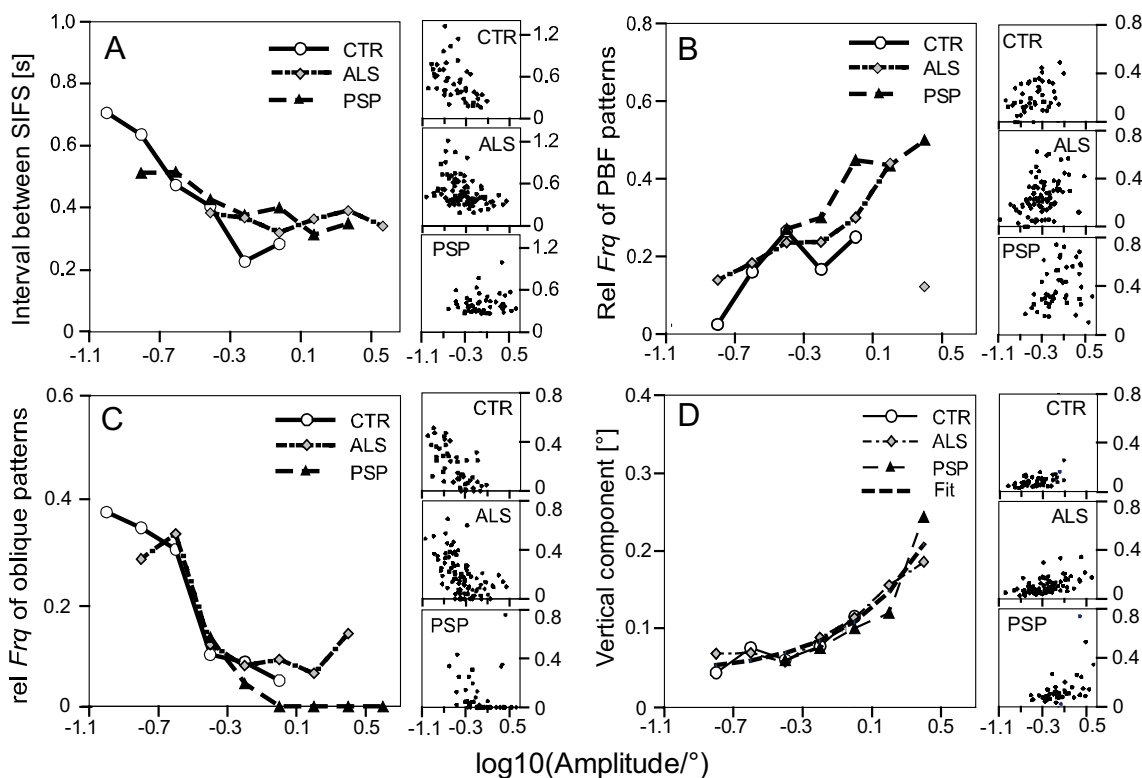 A
Interval between SIFS [s]
1.0
0.8
0.6
0.4
0.2
0
CTR
ALS
PSP
-1.1 -0.7 -0.3 0.1 0.5
CTR
1.2
0.6
0
ALS
1.2
0.6
0
PSP
1.2
0.6
0
-1.1 -0.3 0.5
B
Rel Frq of PBF patterns
0.8
0.6
0.4
0.2
0
CTR
ALS
PSP
-1.1 -0.7 -0.3 0.1 0.5
CTR
0.8
0.4
0
ALS
0.8
0.4
0
PSP
0.8
0.4
0
-1.1 -0.3 0.5
C
rel Frq of oblique patterns
0.6
0.4
0.2
0
CTR
ALS
PSP
-1.1 -0.7 -0.3 0.1 0.5
CTR
0.8
0.4
0
ALS
0.8
0.4
0
PSP
0.8
0.4
0
-1.1 -0.3 0.5
D
Vertical component [°]
0.4
0.3
0.2
0.1
0
CTR
ALS
PSP
Fit
-1.1 -0.7 -0.3 0.1 0.5
CTR
0.8
0.4
0
ALS
0.8
0.4
0
PSP
0.8
0.4
0
-1.1 -0.3 0.5
log10(Amplitude/°)